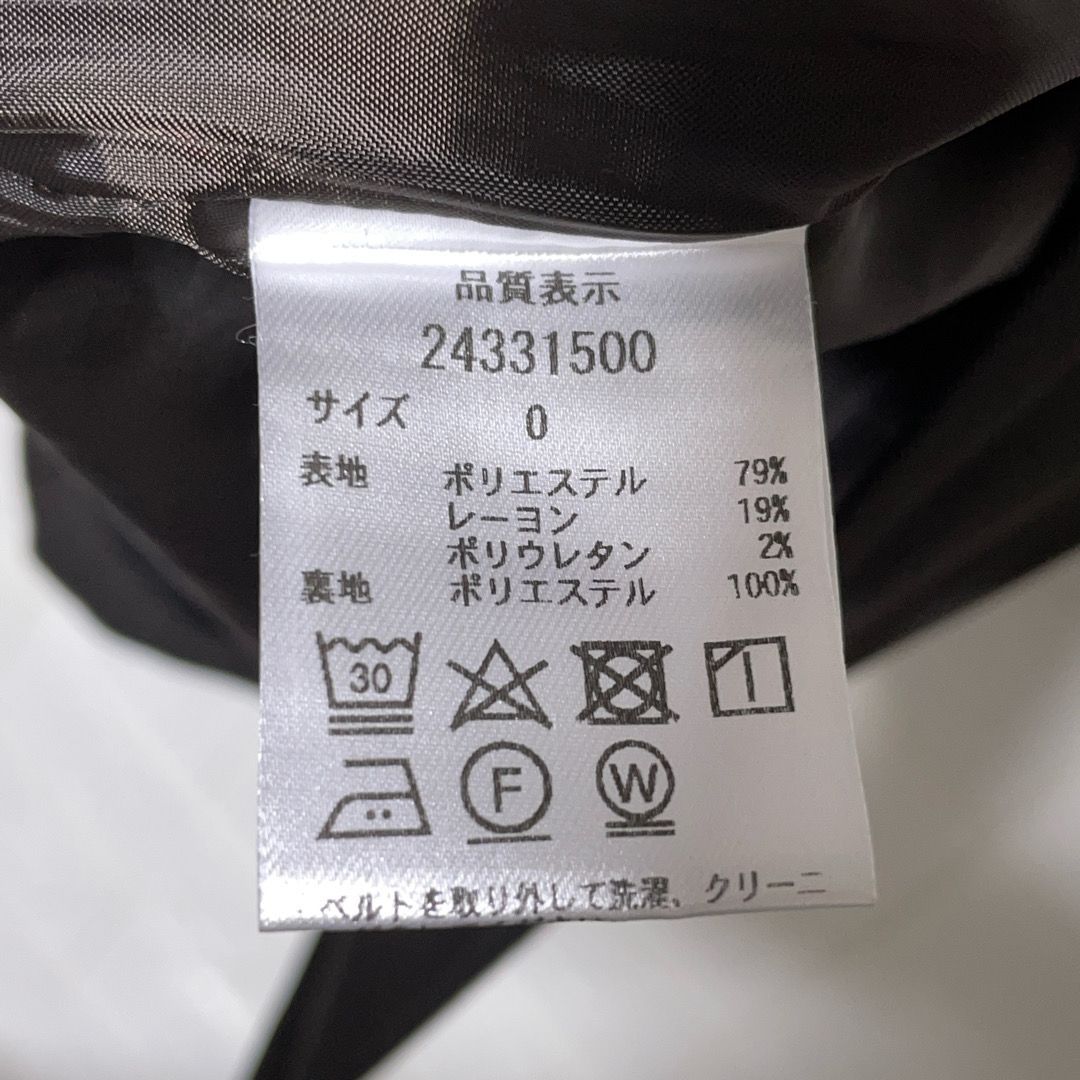 品質表示
24331500
サイズ 0
表地 ポリエステル 79%
レーヨン 19%
ポリウレタン 2%
裏地 ポリエステル 100%
30
F W
ベルトを取り外して洗濯、クリーニ